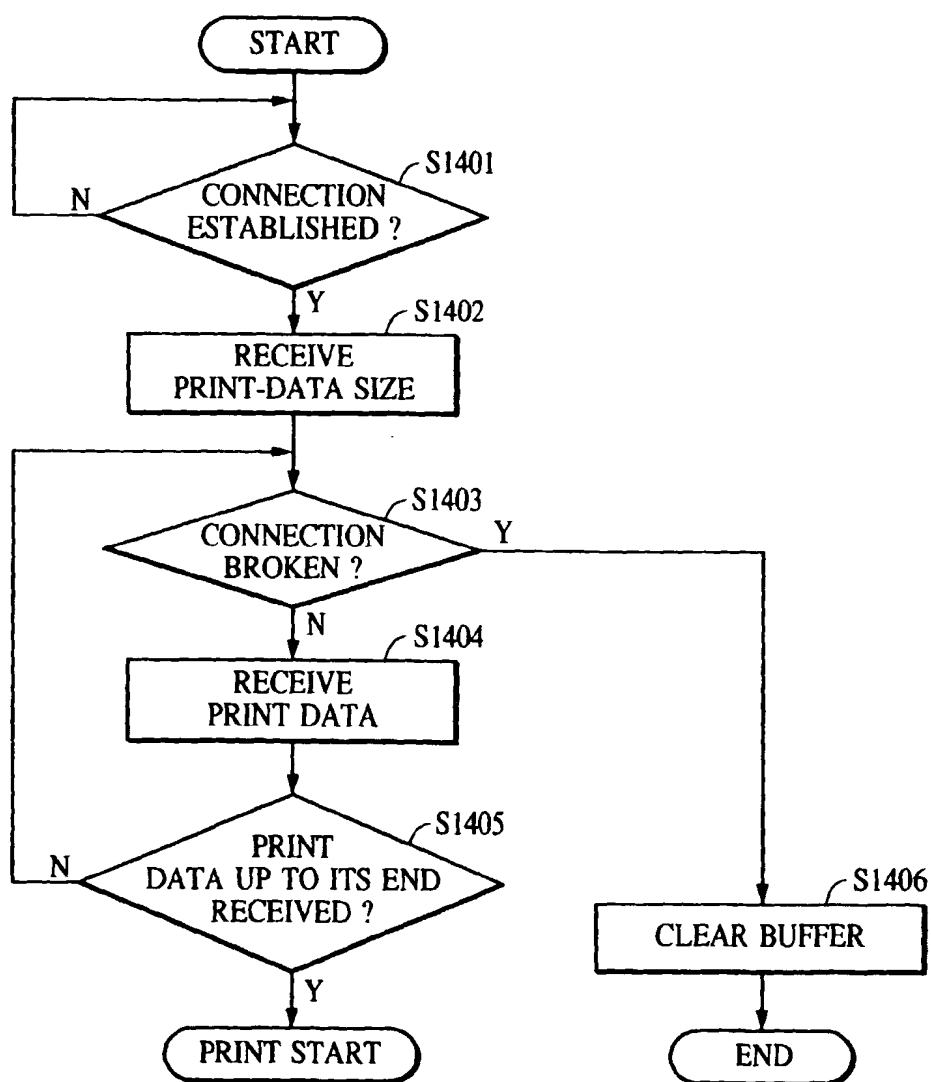 START
S1401
N
CONNECTION
ESTABLISHED ?
Y
S1402
RECEIVE
PRINT-DATA SIZE
S1403
CONNECTION
BROKEN ?
Y
N
S1404
RECEIVE
PRINT DATA
S1405
PRINT
DATA UP TO ITS END
RECEIVED ?
N
Y
S1406
CLEAR BUFFER
PRINT START
END